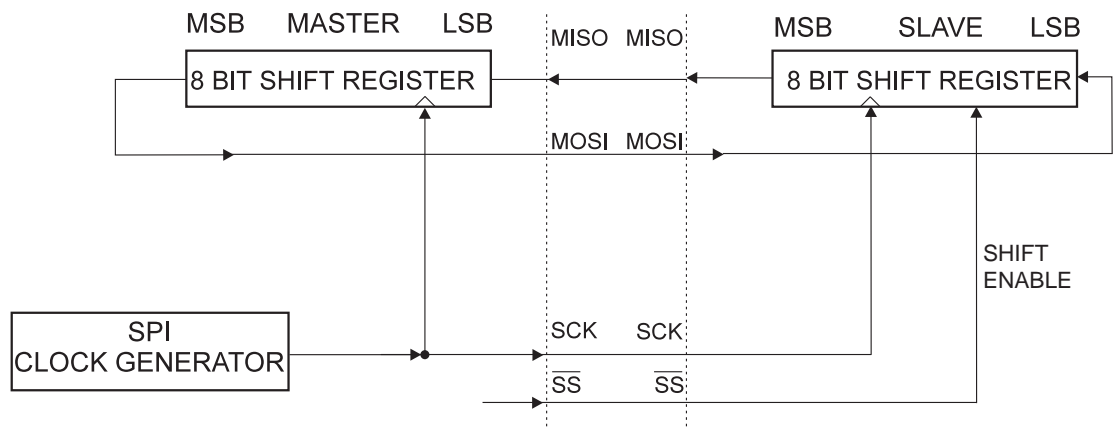 MSB MASTER LSB
MISO MISO
MSB SLAVE LSB
8 BIT SHIFT REGISTER
8 BIT SHIFT REGISTER
MOSI MOSI
SHIFT
ENABLE
SPI
CLOCK GENERATOR
SCK SCK
SS SS